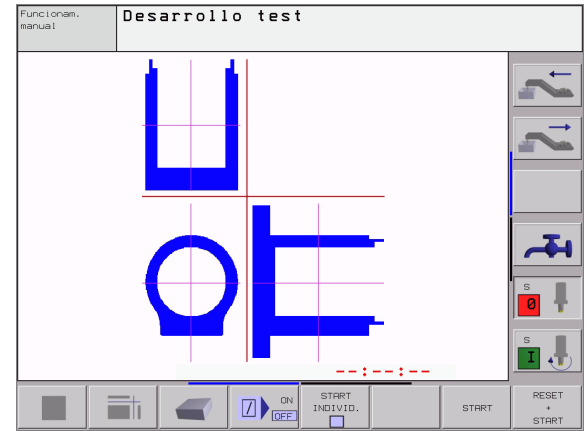 Funcionam.
manual
Desarrollo test
S
0
S
I
--:--:--
ON
OFF
START
INDIVID.
START
RESET
+
START